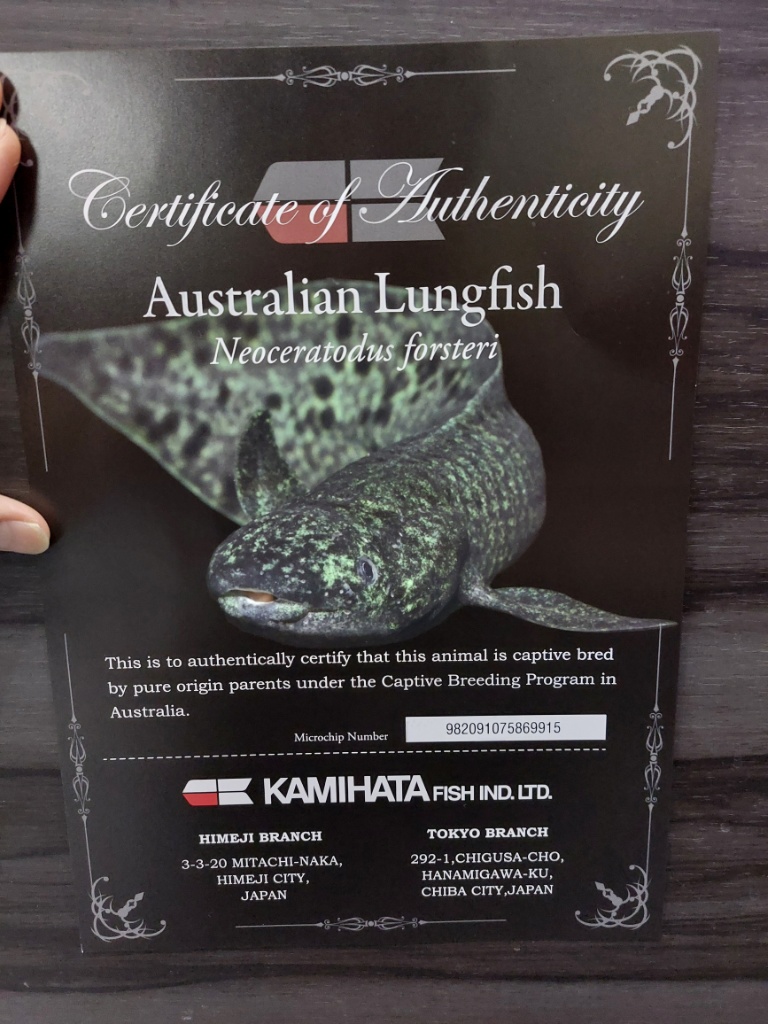 Certificate of Authenticity
Australian Lungfish
Neoceratodus forsteri
This is to authentically certify that this animal is captive bred
by pure origin parents under the Captive Breeding Program in
Australia.
Microchip Number 982091075869915
KAMIHATA FISH IND. LTD.
HIMEJI BRANCH
3-3-20 MITACHI-NAKA,
HIMEJI CITY,
JAPAN
TOKYO BRANCH
292-1,CHIGUSA-CHO,
HANAMIGAWA-KU,
CHIBA CITY,JAPAN